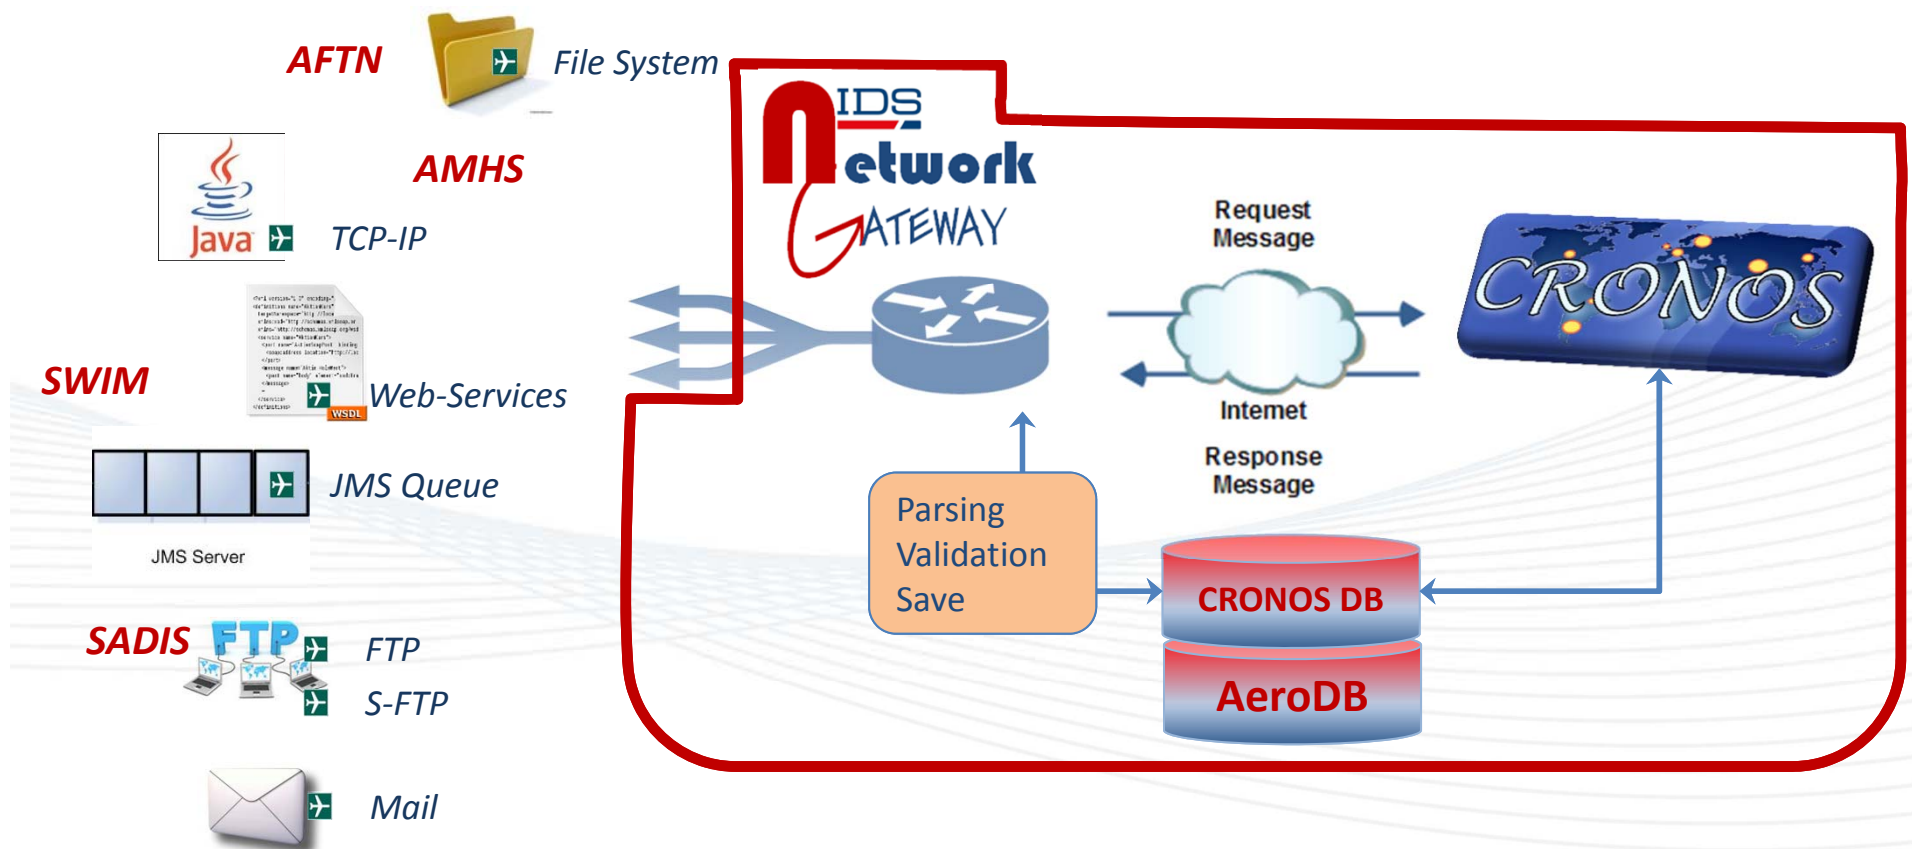 AFTN
File System
IDS
Network
GATEWAY
AMHS
Java
TCP-IP
Request
Message
CRONOS
SWIM
Web-Services
WSDL
Internet
Response
Message
JMS Queue
JMS Server
Parsing
Validation
Save
CRONOS DB
AeroDB
SADIS
FTP
FTP
S-FTP
Mail